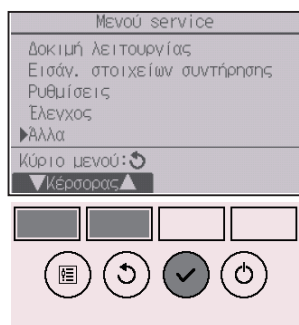 Μενού service
Δοκιμή λειτουργίας
Εισάγ. στοιχείων συντήρησης
Ρυθμίσεις
Έλεγχος
▶Άλλα
Κύριο μενού:
▼Κέρσορας▲